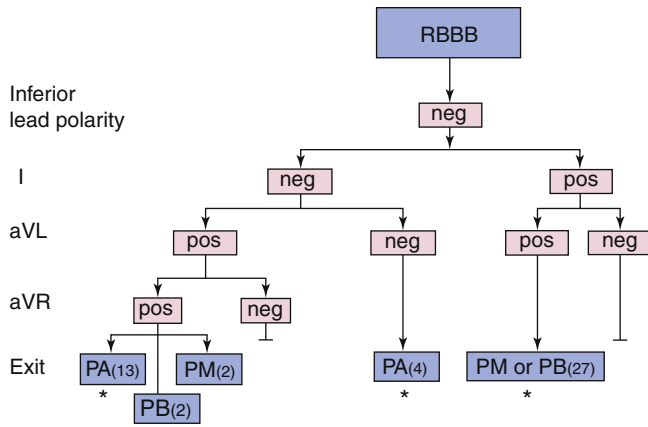 RBBB
Inferior
lead polarity
neg
I
neg
pos
aVL
pos
neg
pos
neg
aVR
pos
neg
Exit
PA(13)
PM(2)
PA(4)
PM or PB(27)
*
*
*
PB(2)